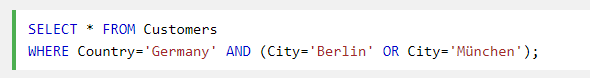 SELECT * FROM Customers
WHERE Country='Germany' AND (City='Berlin' OR City='München');